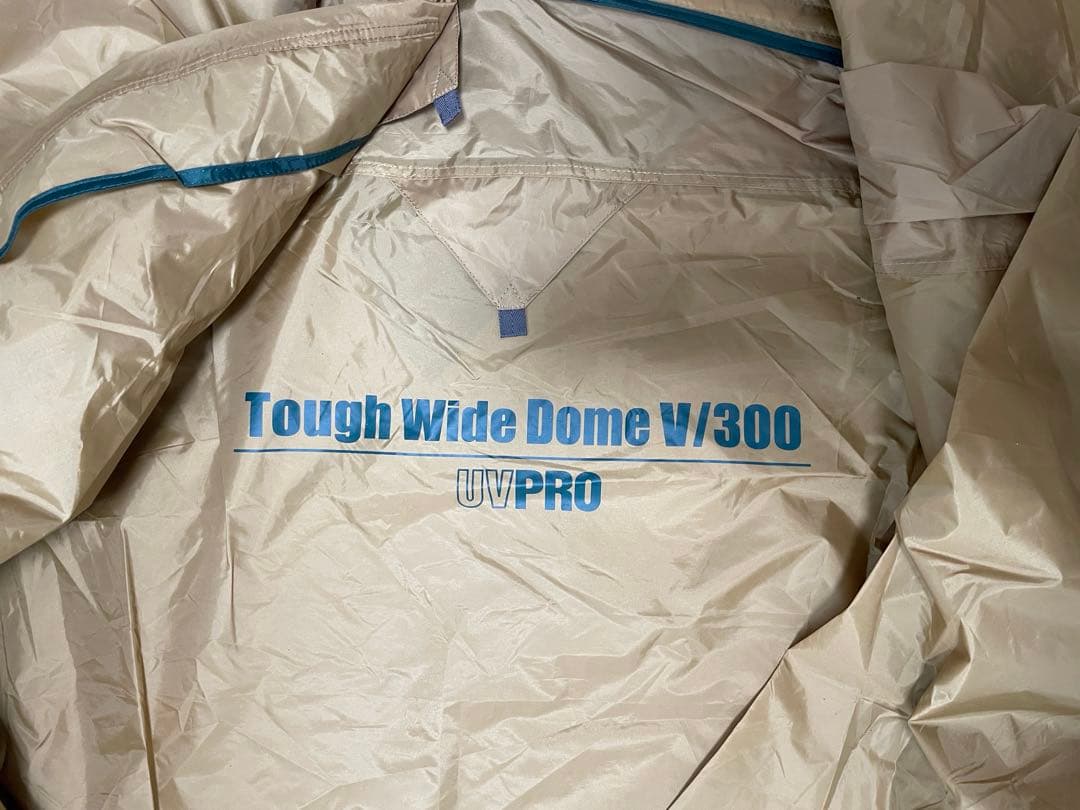 Tough Wide Dome V/300
UVPRO